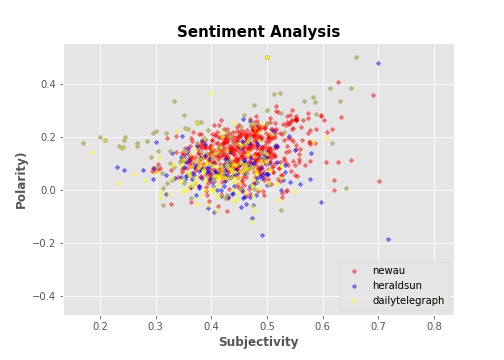 Sentiment Analysis
Polarity)
0.4
0.2
0.0
−0.2
−0.4
0.2
0.3
0.4
0.5
0.6
0.7
0.8
Subjectivity
newau
heraldsun
dailytelegraph